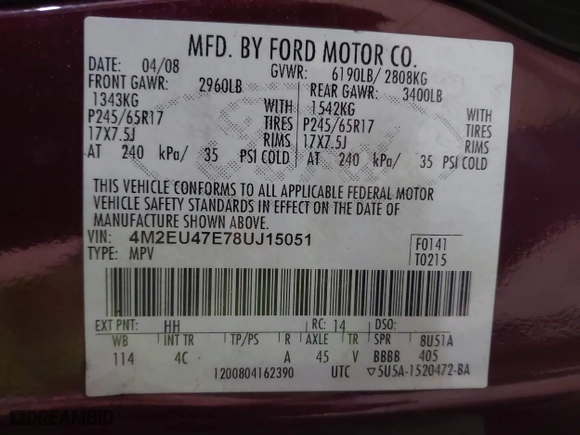 MFD. BY FORD MOTOR CO.
DATE: 04/08 GVWR: 6190LB/ 2808KG
FRONT GAWR: 2960LB REAR GAWR: 3400LB
1343KG WITH 1542KG WITH
P245/65R17 TIRES P245/65R17 TIRES
17X7.5J RIMS 17X7.5J RIMS
AT 240 kPa/ 35 PSI COLD AT 240 kPa/ 35 PSI COLD
THIS VEHICLE CONFORMS TO ALL APPLICABLE FEDERAL MOTOR
VEHICLE SAFETY STANDARDS IN EFFECT ON THE DATE OF
MANUFACTURE SHOWN ABOVE.
VIN: 4M2EU47E78UJ15051 F0141
TYPE: MPV T0215
EXT PNT: HH RC: 14 DSO:
WB INT TR TP/PS R AXLE TR 8U51A
114 4C A 45 V BBBB 405
1200804162390 UTC ▽5U5A-1520472-BA
DREAMBID